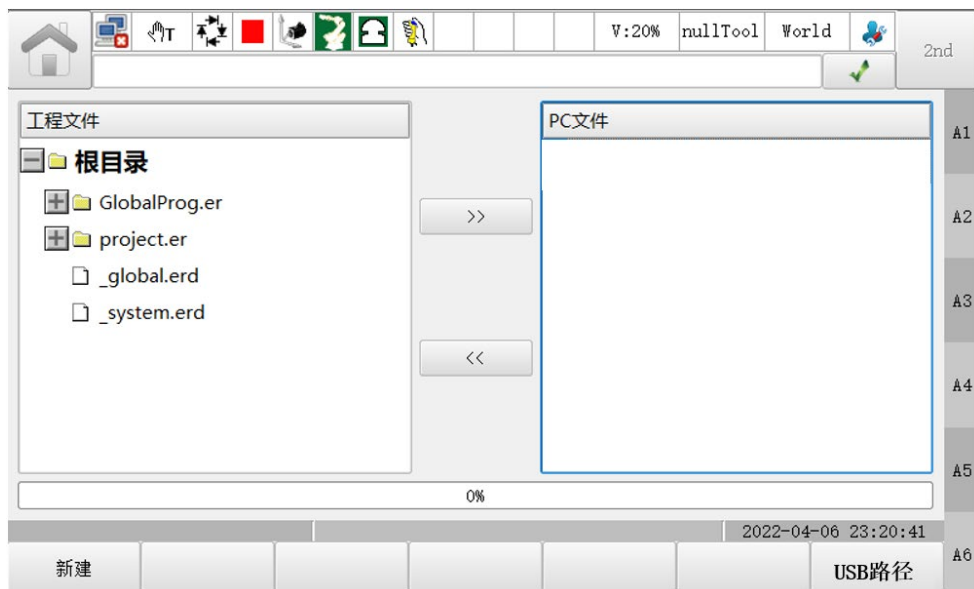 T V:20% nullTool World 2nd
工程文件 PC文件 A1
根目录
GlobalProg.er >> A2
project.er
_global.erd A3
_system.erd
<< A4
A5
0%
2022-04-06 23:20:41
新建 USB路径 A6